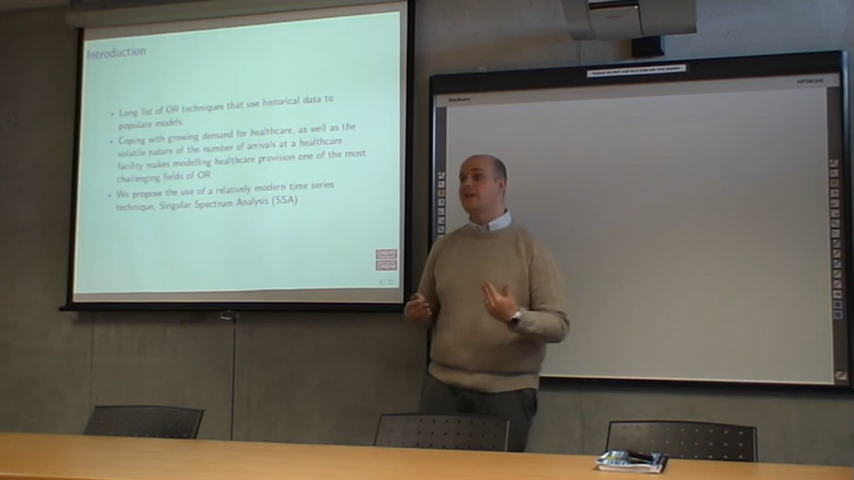 Introduction
Long list of OR techniques that use historical data to
populate models.
Coping with growing demand for healthcare, as well as the
volatile nature of the number of arrivals at a healthcare
facility makes modelling healthcare provision one of the most
challenging fields of OR
We propose the use of a relatively modern time series
technique, Singular Spectrum Analysis (SSA)
HITACHI